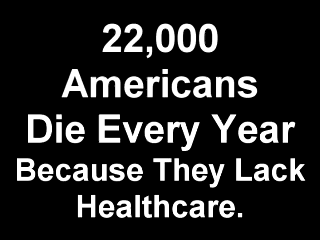 22,000
Americans
Die Every Year
Because They Lack
Healthcare.